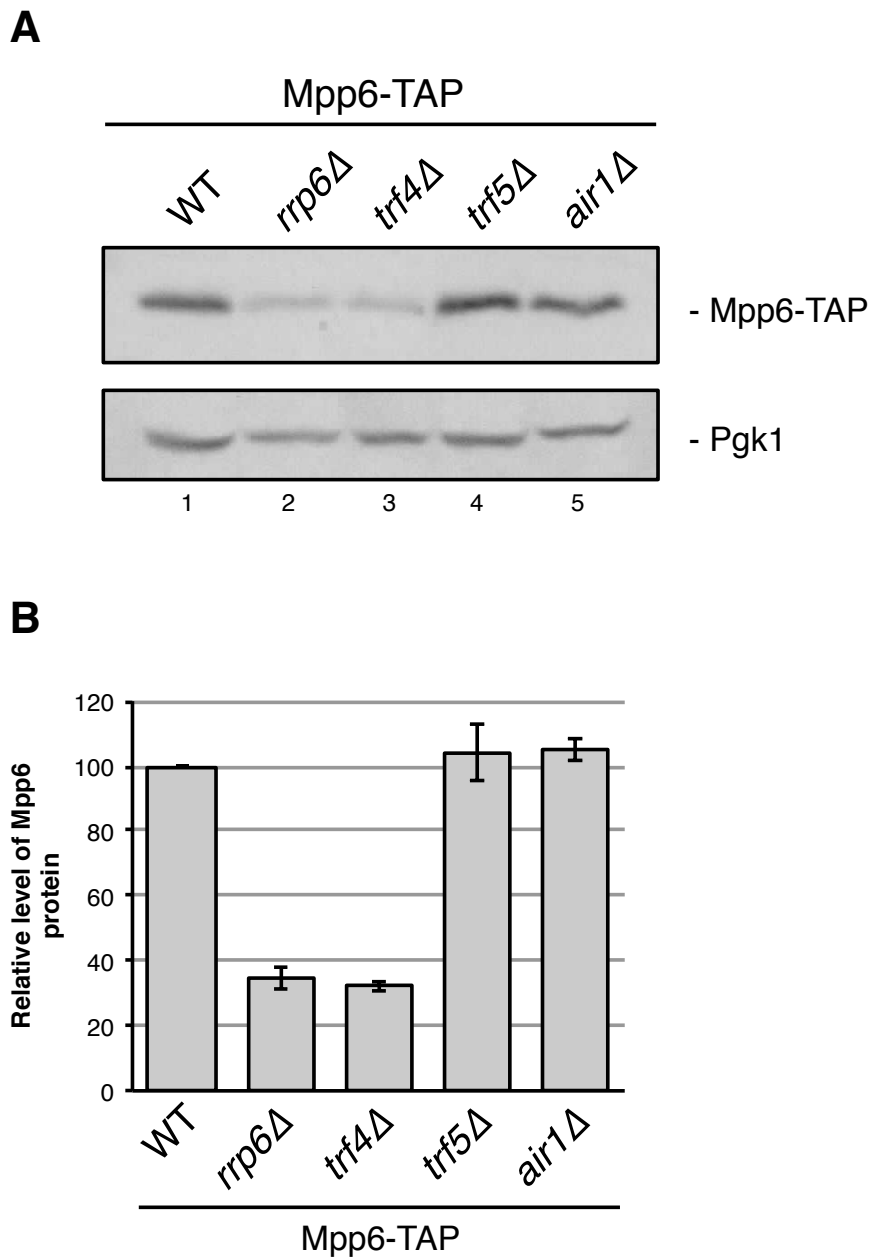 A
Mpp6-TAP
WT rrp6Δ trf4Δ trf5Δ air1Δ
- Mpp6-TAP
- Pgk1
1 2 3 4 5
B
Relative level of Mpp6
protein
120
100
80
60
40
20
0
WT rrp6Δ trf4Δ trf5Δ air1Δ
Mpp6-TAP